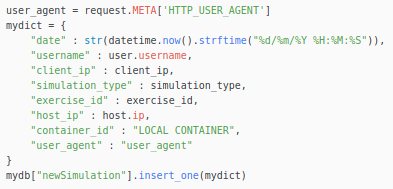 user_agent = request.META['HTTP_USER_AGENT']
mydict = {
    "date" : str(datetime.now().strftime("%d/%m/%Y %H:%M:%S")),
    "username" : user.username,
    "client_ip" : client_ip,
    "simulation_type" : simulation_type,
    "exercise_id" : exercise_id,
    "host_ip" : host.ip,
    "container_id" : "LOCAL CONTAINER",
    "user_agent" : "user_agent"
}
mydb["newSimulation"].insert_one(mydict)